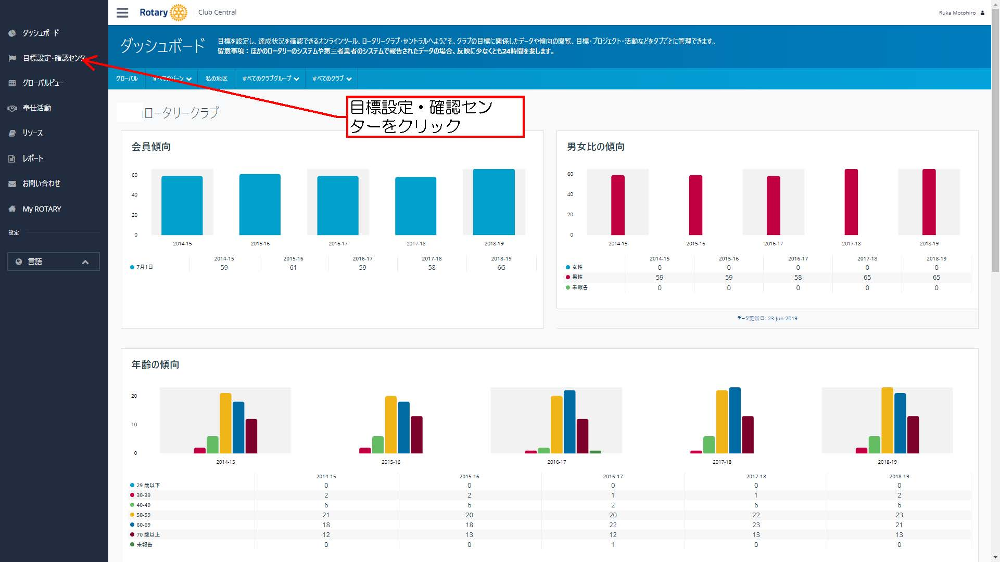 Rotary Club Central
Ruka Motohiro
ダッシュボード
目標設定・確認センター
グローバルビュー
奉仕活動
リソース
レポート
お問い合わせ
My ROTARY
設定
言語
ダッシュボード
目標を設定し、達成状況を確認できるオンラインツール、ロータリークラブ・セントラルへようこそ。クラブの目標に関係したデータや傾向の閲覧、目標・プロジェクト・活動などをタブごとに管理できます。
留意事項：ほかのロータリーのシステムや第三者業者のシステムで報告されたデータの場合、反映に少なくとも24時間を要します。
グローバル すべてのゾーン 私の地区 すべてのクラブグループ すべてのクラブ
目標設定・確認セン
ターをクリック
ロータリークラブ
会員傾向
60
40
20
0
2014-15 2015-16 2016-17 2017-18 2018-19
2014-15 2015-16 2016-17 2017-18 2018-19
7月1日 59 61 59 58 66
男女比の傾向
60
40
20
0
2014-15 2015-16 2016-17 2017-18 2018-19
2014-15 2015-16 2016-17 2017-18 2018-19
女性 0 0 0 0 0
男性 59 59 58 65 65
未報告 0 0 0 0 0
データ更新日: 23-Jun-2019
年齢の傾向
20
10
0
2014-15 2015-16 2016-17 2017-18 2018-19
2014-15 2015-16 2016-17 2017-18 2018-19
29 歳以下 0 0 0 0 0
30-39 2 2 1 1 2
40-49 6 6 2 6 6
50-59 21 20 20 22 23
60-69 18 18 22 23 21
70 歳以上 12 13 12 13 13
未報告 0 0 1 0 0